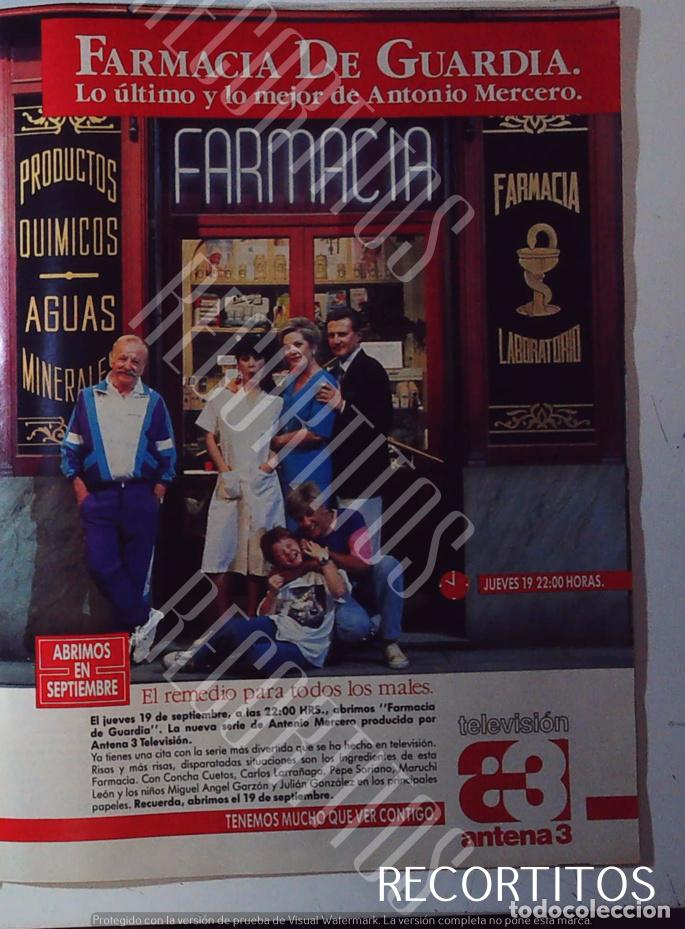 FARMACIA DE GUARDIA.
Lo último y lo mejor de Antonio Mercero.
FARMACIA
PRODUCTOS
QUIMICOS
AGUAS
MINERALES
FARMACIA
LABORATORIO
JUEVES 19 22:00 HORAS.
ABRIMOS
EN
SEPTIEMBRE
El remedio para todos los males.
El jueves 19 de septiembre, a las 22:00 HRS., abrimos "Farmacia
de Guardia". La nueva serie de Antonio Mercero producida por
Antena 3 Televisión.
Ya tienes una cita con la serie más divertida que se ha hecho en televisión.
Risas y más risas, disparatadas situaciones son los ingredientes de esta
Farmacia. Con Concha Cuetos, Carlos Larrañaga, Pepe Soriano, Maruchi
León y los niños Miguel Angel Garzón y Julián González en los principales
papeles. Recuerda, abrimos el 19 de septiembre.
TENEMOS MUCHO QUE VER CONTIGO.
televisión
a3
antena 3
RECORTITOS
RECORTITOS
RECORTITOS
RECORTITOS
todocoleccion
Protegido con la versión de prueba de Visual Watermark. La versión completa no pone esta marca.